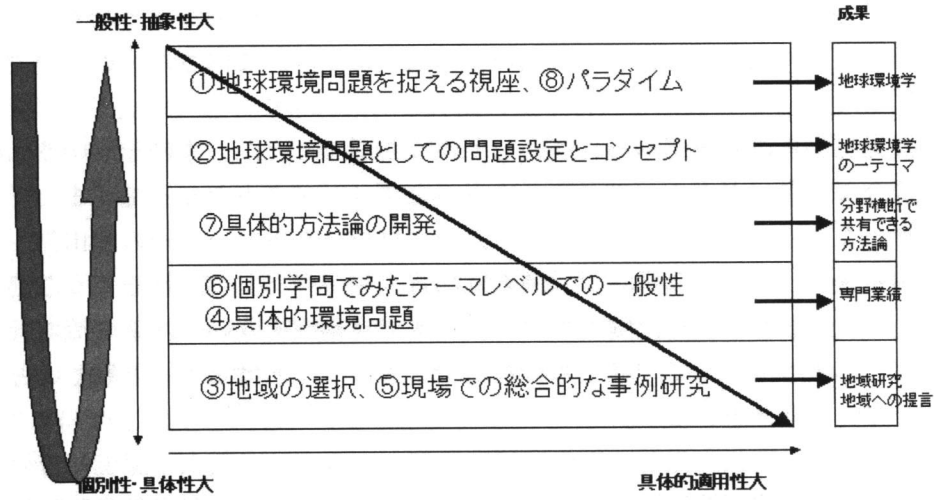 一般性・抽象性大
成果
①地球環境問題を捉える視座、⑧パラダイム
地球環境学
②地球環境問題としての問題設定とコンセプト
地球環境学
の一テーマ
⑦具体的方法論の開発
分野横断で
共有できる
方法論
⑥個別学問でみたテーマレベルでの一般性
④具体的環境問題
専門業績
③地域の選択、⑤現場での総合的な事例研究
地域研究
地域への提言
個別性・具体性大
具体的適用性大